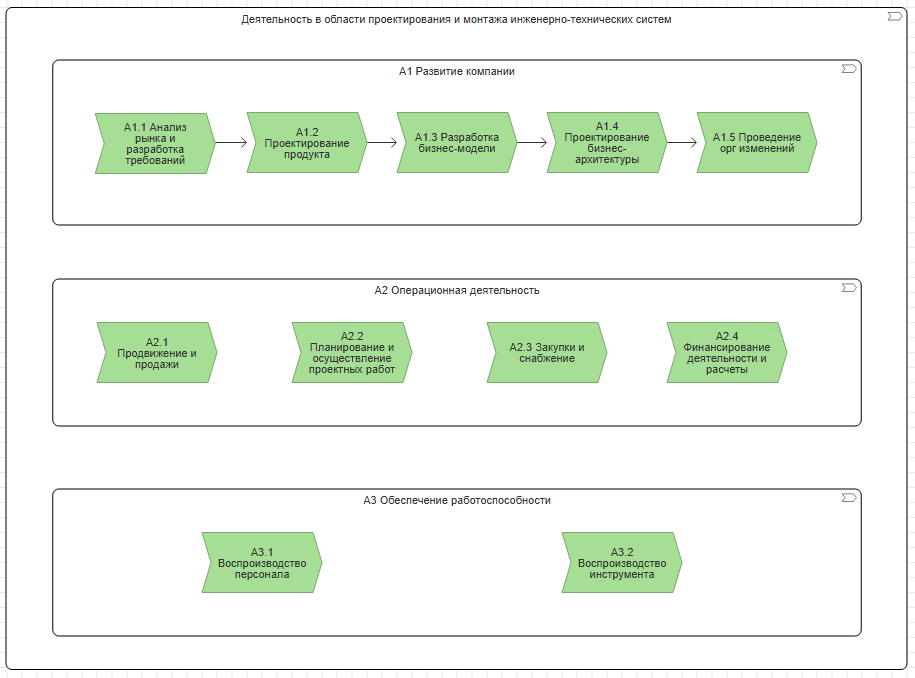 Деятельность в области проектирования и монтажа инженерно-технических систем
А1 Развитие компании
А1.1 Анализ
рынка и
разработка
требований
А1.2
Проектирование
продукта
А1.3 Разработка
бизнес-модели
А1.4
Проектирование
бизнес-
архитектуры
А1.5 Проведение
орг изменений
А2 Операционная деятельность
А2.1
Продвижение и
продажи
А2.2
Планирование и
осуществление
проектных работ
А2.3 Закупки и
снабжение
А2.4
Финансирование
деятельности и
расчеты
А3 Обеспечение работоспособности
А3.1
Воспроизводство
персонала
А3.2
Воспроизводство
инструмента